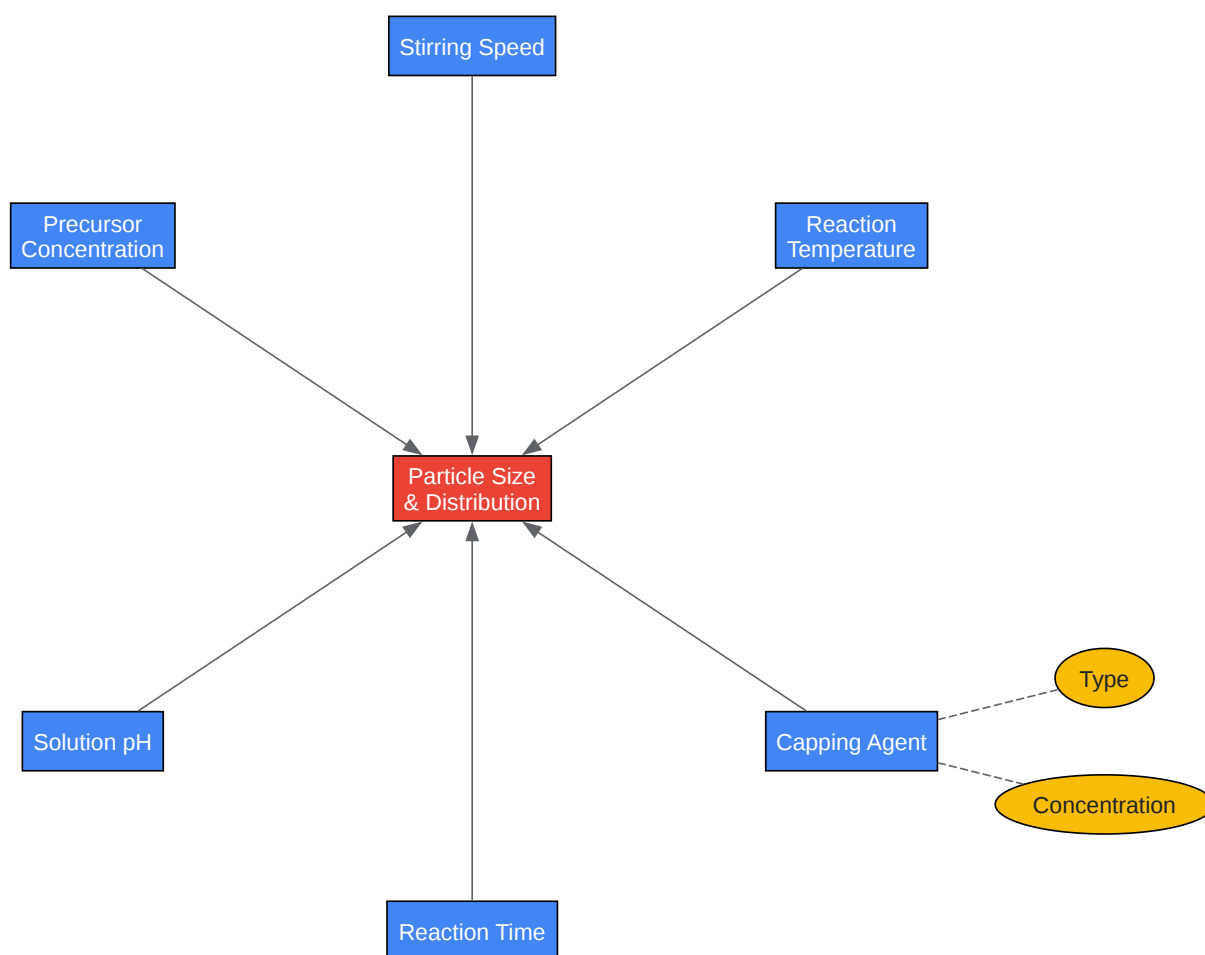 Stirring Speed
Precursor
Concentration
Reaction
Temperature
Particle Size
& Distribution
Type
Solution pH
Capping Agent
Concentration
Reaction Time